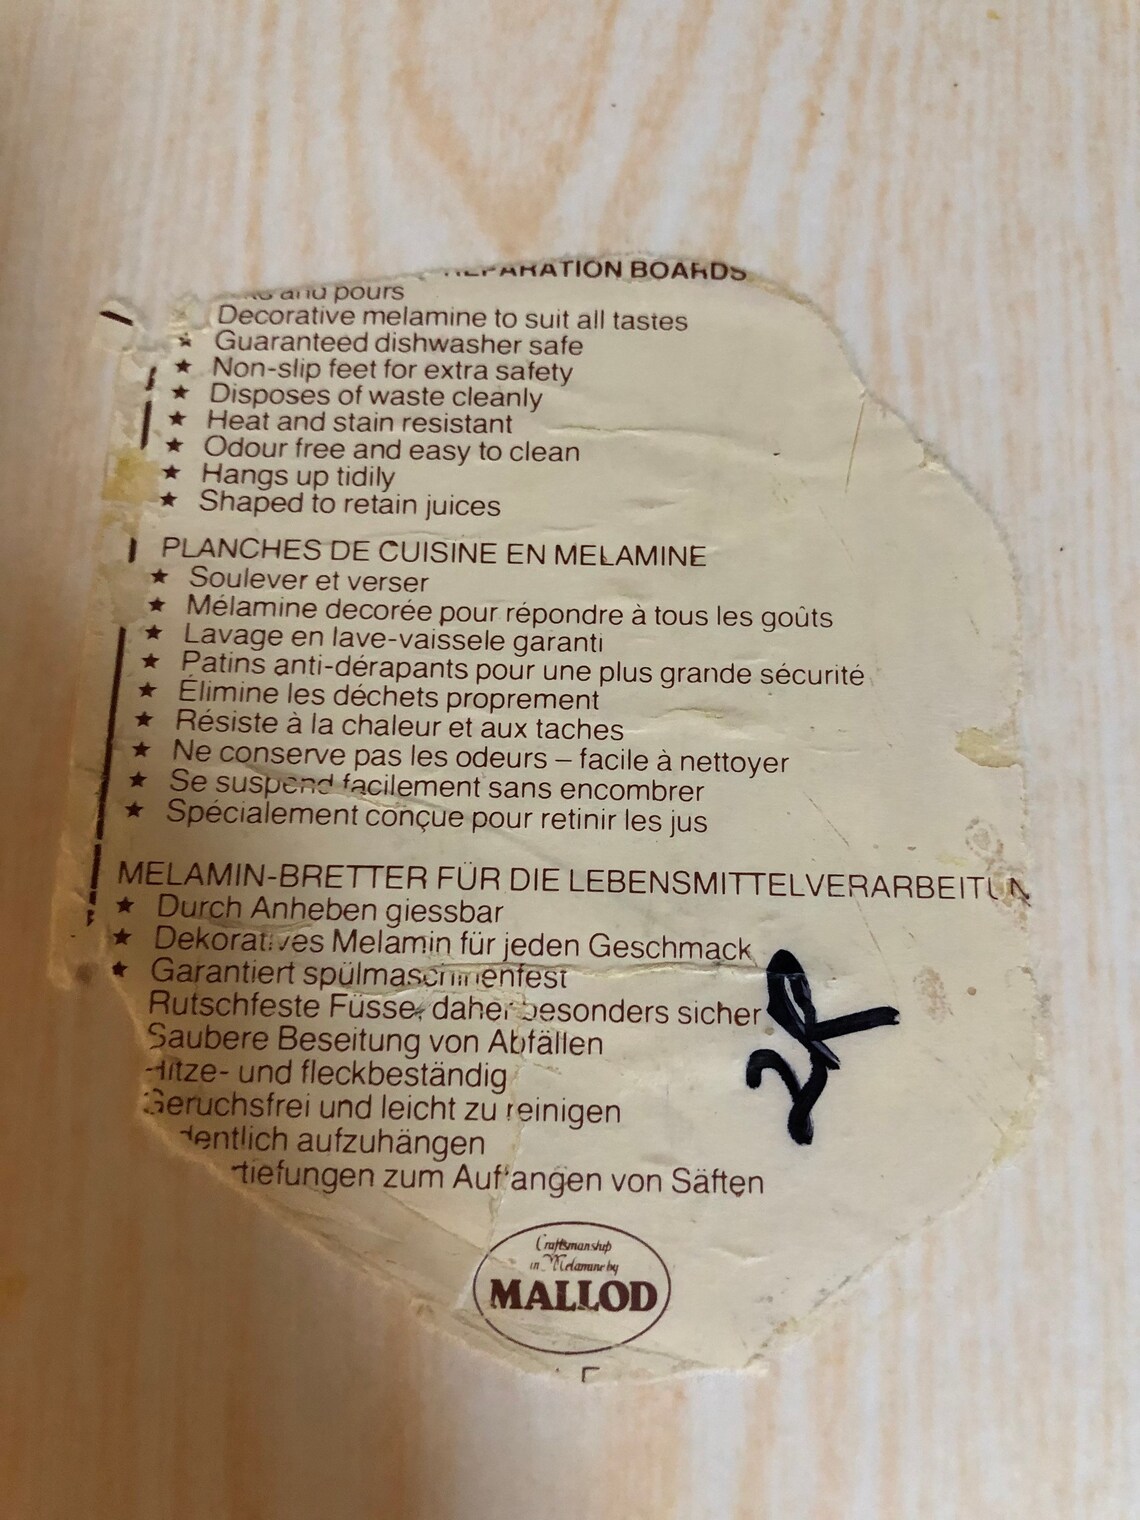 BOARDS
and pours
Decorative melamine to suit all tastes
★ Guaranteed dishwasher safe
★ Non-slip feet for extra safety
★ Disposes of waste cleanly
★ Heat and stain resistant
★ Odour free and easy to clean
★ Hangs up tidily
★ Shaped to retain juices
PLANCHES DE CUISINE EN MELAMINE
★ Soulever et verser
★ Mélamine decorée pour répondre à tous les goûts
★ Lavage en lave-vaissele garanti
★ Patins anti-dérapants pour une plus grande sécurité
★ Élimine les déchets proprement
★ Résiste à la chaleur et aux taches
★ Ne conserve pas les odeurs – facile à nettoyer
★ Se suspend facilement sans encombrer
★ Spécialement conçue pour retinir les jus
MELAMIN-BRETTER FÜR DIE LEBENSMITTELVERARBEITUN
★ Durch Anheben giessbar
★ Dekoratives Melamin für jeden Geschmack
★ Garantiert spülmaschinenfest
Rutschfeste Füsse, daher besonders sicher
Saubere Beseitung von Abfällen
Hitze- und fleckbeständig
Geruchsfrei und leicht zu reinigen
dentlich aufzuhängen
tiefungen zum Auffangen von Säften
Craftsmanship
in Melamine by
MALLOD